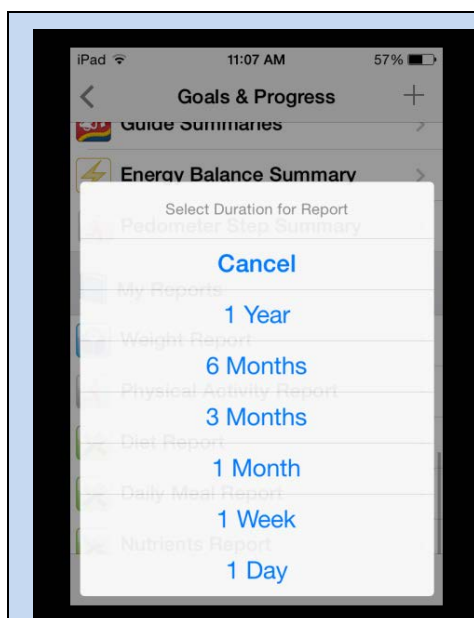 iPad 11:07 AM 57%
Goals & Progress
Guide Summaries
Energy Balance Summary
Select Duration for Report
Pedometer Step Summary
Cancel
My Reports
1 Year
Weight Report
6 Months
Physical Activity Report
3 Months
Diet Report
1 Month
Daily Meal Report
1 Week
Nutrients Report
1 Day